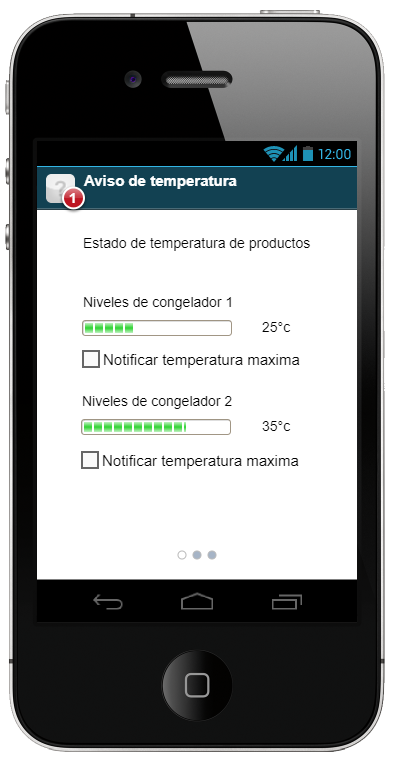 12:00
?
1
Aviso de temperatura
Estado de temperatura de productos
Niveles de congelador 1
25°c
Notificar temperatura maxima
Niveles de congelador 2
35°c
Notificar temperatura maxima